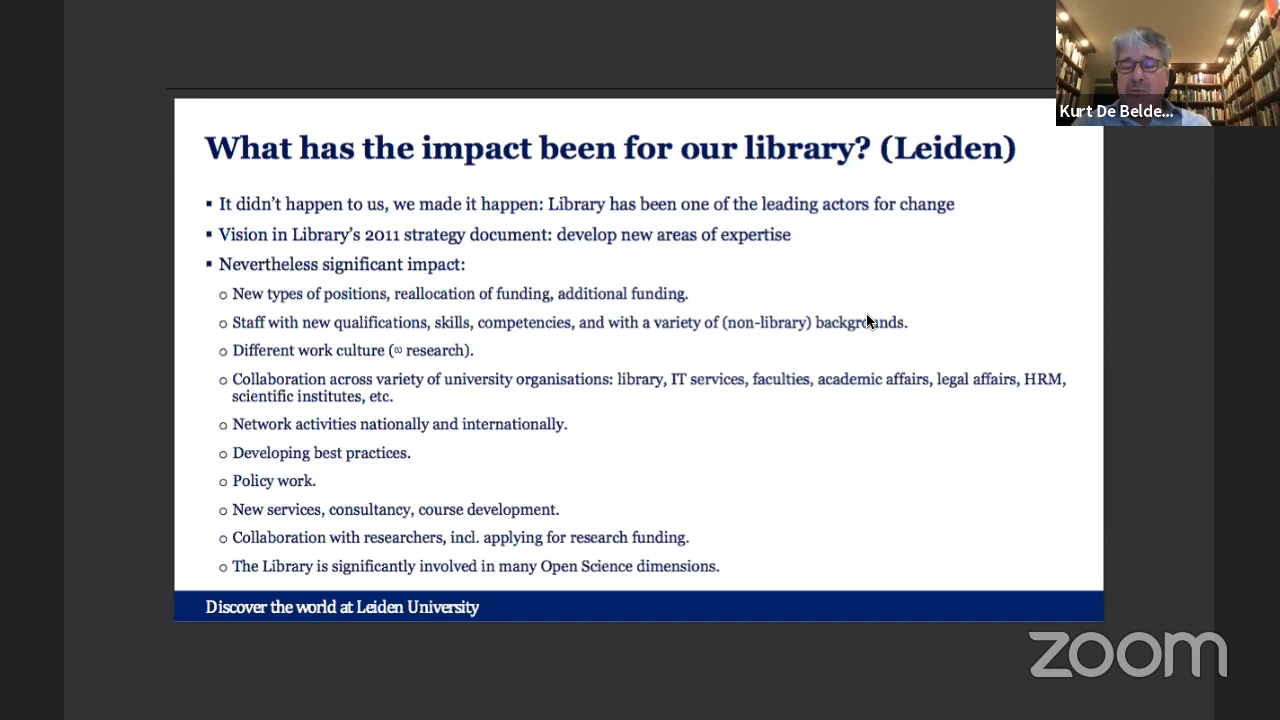 Kurt De Belde...
What has the impact been for our library? (Leiden)
▪ It didn't happen to us, we made it happen: Library has been one of the leading actors for change
▪ Vision in Library's 2011 strategy document: develop new areas of expertise
▪ Nevertheless significant impact:
o New types of positions, reallocation of funding, additional funding.
o Staff with new qualifications, skills, competencies, and with a variety of (non-library) backgrounds.
o Different work culture (∞ research).
o Collaboration across variety of university organisations: library, IT services, faculties, academic affairs, legal affairs, HRM,
scientific institutes, etc.
o Network activities nationally and internationally.
o Developing best practices.
o Policy work.
o New services, consultancy, course development.
o Collaboration with researchers, incl. applying for research funding.
o The Library is significantly involved in many Open Science dimensions.
Discover the world at Leiden University
zoom